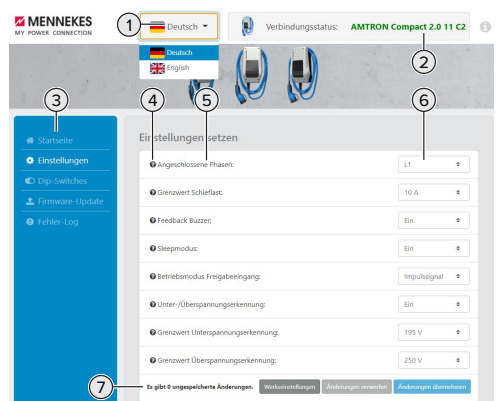 MENNEKES
MY POWER CONNECTION
1
Deutsch
Verbindungsstatus: AMTRON Compact 2.0 11 C2
Deutsch
English
2
3
4
5
6
Startseite
Einstellungen
Dip-Switches
Firmware-Update
Fehler-Log
Einstellungen setzen
Angeschlossene Phasen: L1
Grenzwert Schieflast: 10 A
Feedback Buzzer: Ein
Sleepmodus: Ein
Betriebsmodus Freigabeeingang: Impulssignal
Unter-/Überspannungserkennung: Ein
Grenzwert Unterspannungserkennung: 195 V
Grenzwert Überspannungserkennung: 250 V
7
Es gibt 0 ungespeicherte Änderungen. Werkseinstellungen Änderungen verwerfen Änderungen übernehmen